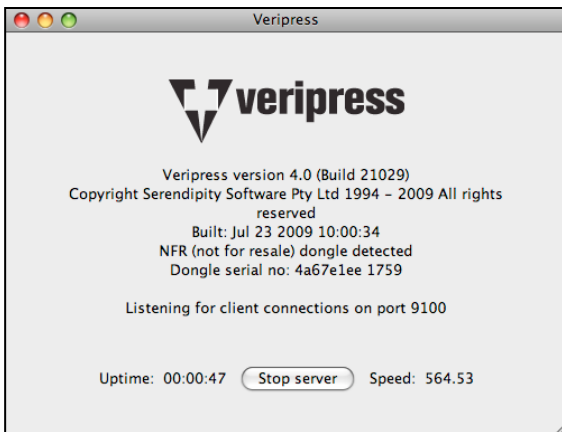 Veripress
veripress
Veripress version 4.0 (Build 21029)
Copyright Serendipity Software Pty Ltd 1994 - 2009 All rights
reserved
Built: Jul 23 2009 10:00:34
NFR (not for resale) dongle detected
Dongle serial no: 4a67e1ee 1759
Listening for client connections on port 9100
Uptime: 00:00:47 Stop server Speed: 564.53